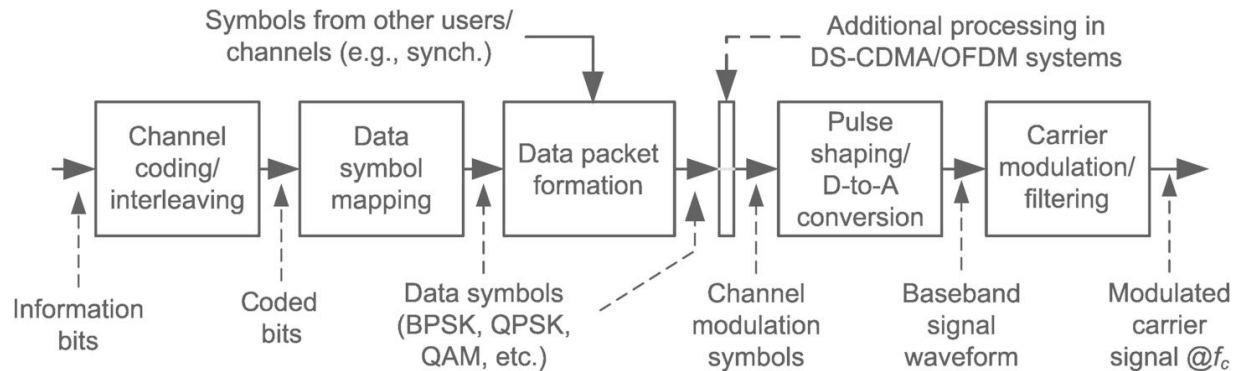 Symbols from other users/
channels (e.g., synch.)
Additional processing in
DS-CDMA/OFDM systems
Channel
coding/
interleaving
Data
symbol
mapping
Data packet
formation
Pulse
shaping/
D-to-A
conversion
Carrier
modulation/
filtering
Information
bits
Coded
bits
Data symbols
(BPSK, QPSK,
QAM, etc.)
Channel
modulation
symbols
Baseband
signal
waveform
Modulated
carrier
signal @fc